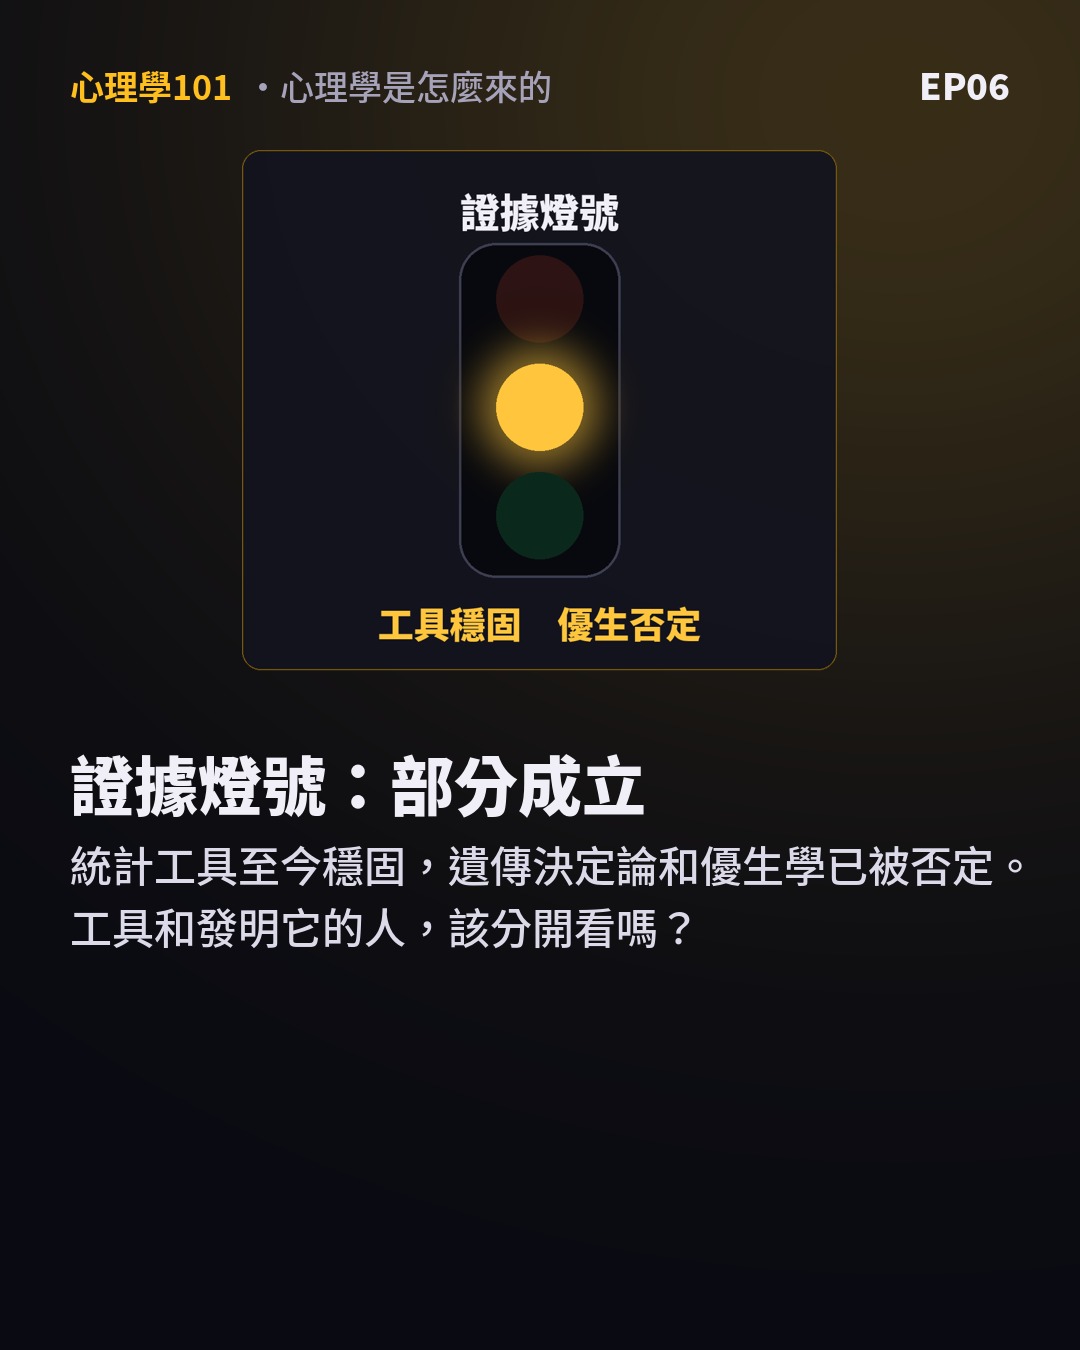 心理學101 ·心理學是怎麼來的
EP06
證據燈號
工具穩固　優生否定
證據燈號：部分成立
統計工具至今穩固，遺傳決定論和優生學已被否定。
工具和發明它的人，該分開看嗎？